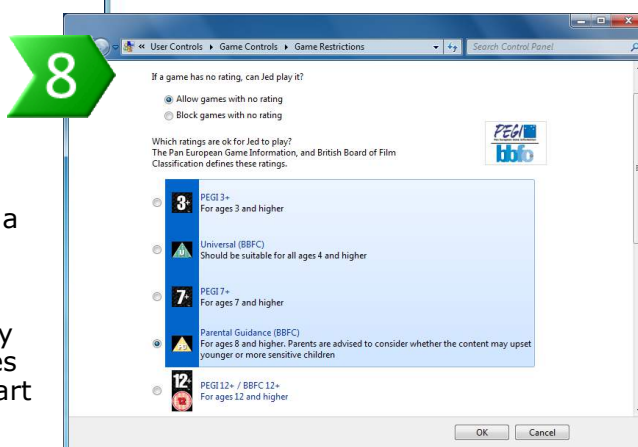 8
« User Controls ▸ Game Controls ▸ Game Restrictions
Search Control Panel
If a game has no rating, can Jed play it?
Allow games with no rating
Block games with no rating
Which ratings are ok for Jed to play?
The Pan European Game Information, and British Board of Film
Classification defines these ratings.
PEGI
bbfc
3+
PEGI 3+
For ages 3 and higher
U
Universal (BBFC)
Should be suitable for all ages 4 and higher
7+
PEGI 7+
For ages 7 and higher
PG
Parental Guidance (BBFC)
For ages 8 and higher. Parents are advised to consider whether the content may upset
younger or more sensitive children
12+
12
PEGI 12+ / BBFC 12+
For ages 12 and higher
OK
Cancel
a
y
es
art